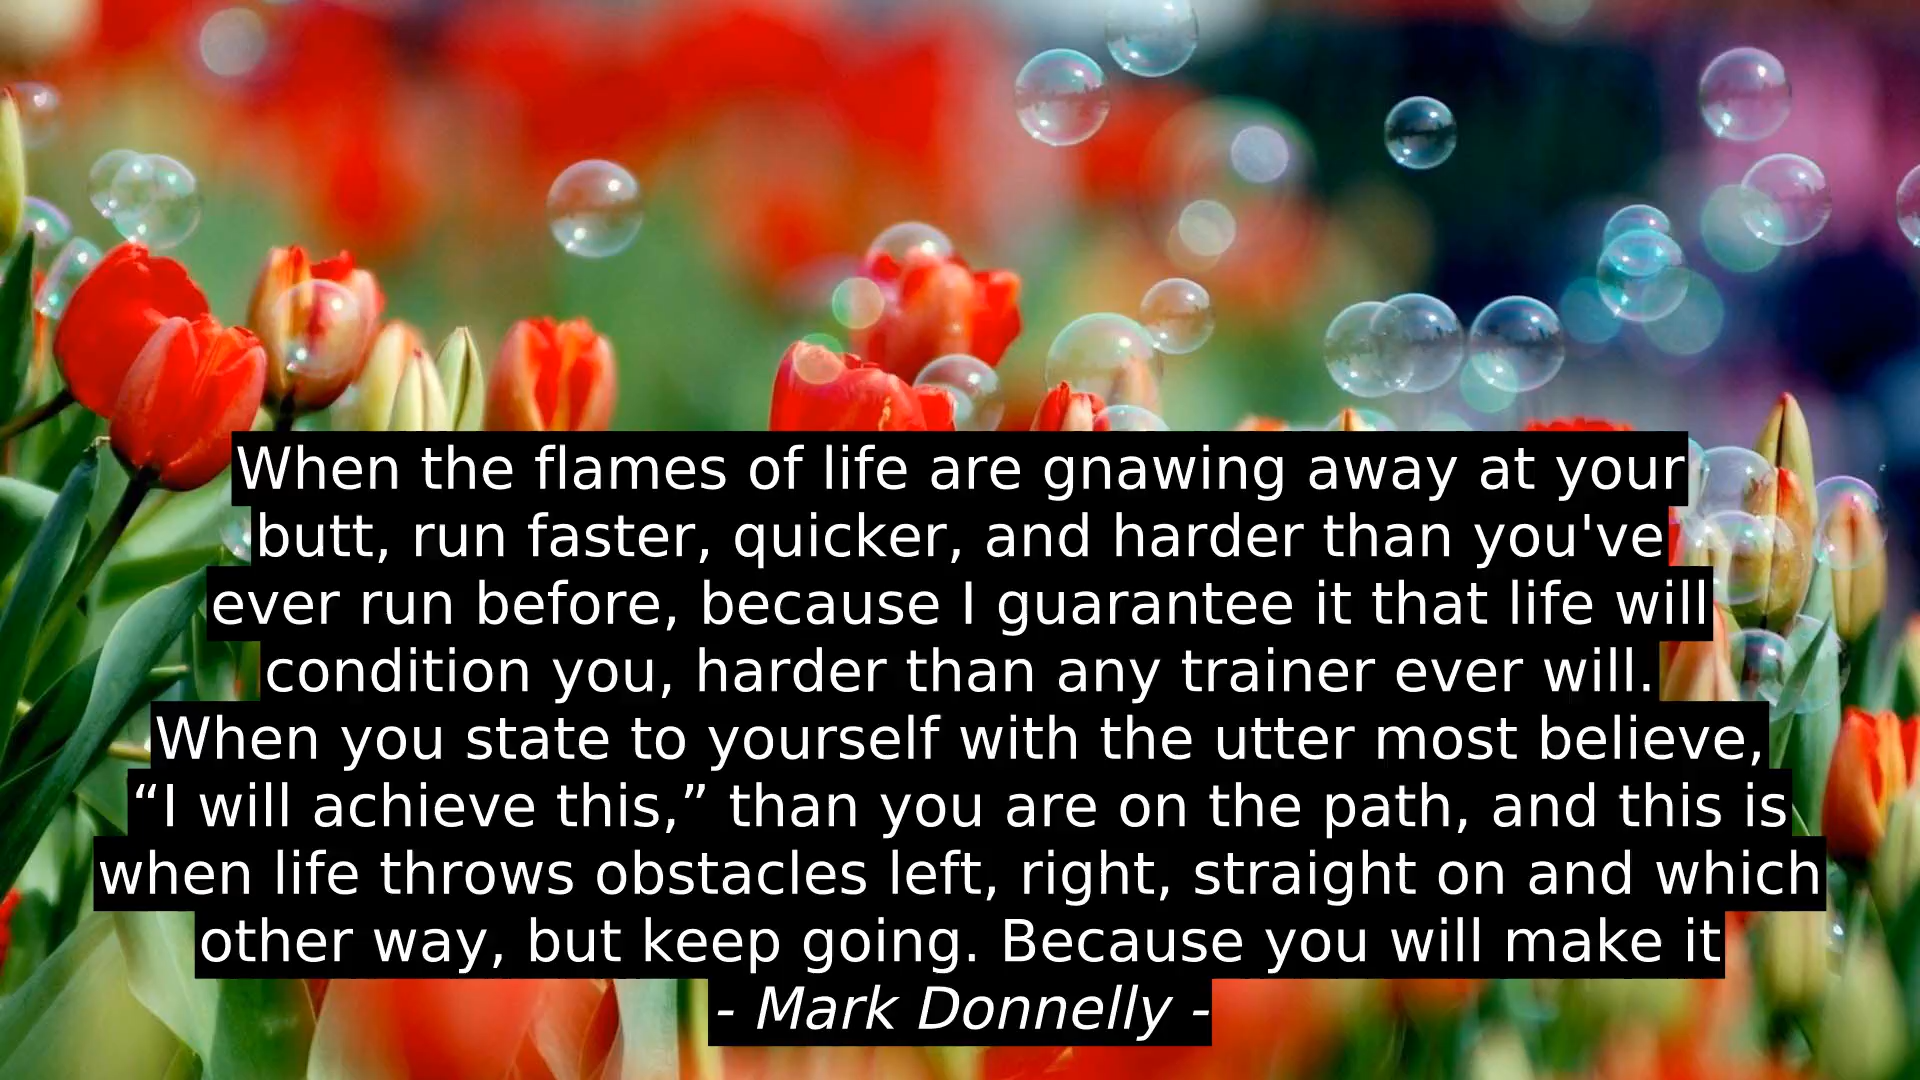 When the flames of life are gnawing away at your
butt, run faster, quicker, and harder than you've
ever run before, because I guarantee it that life will
condition you, harder than any trainer ever will.
When you state to yourself with the utter most believe,
“I will achieve this,” than you are on the path, and this is
when life throws obstacles left, right, straight on and which
other way, but keep going. Because you will make it
- Mark Donnelly -